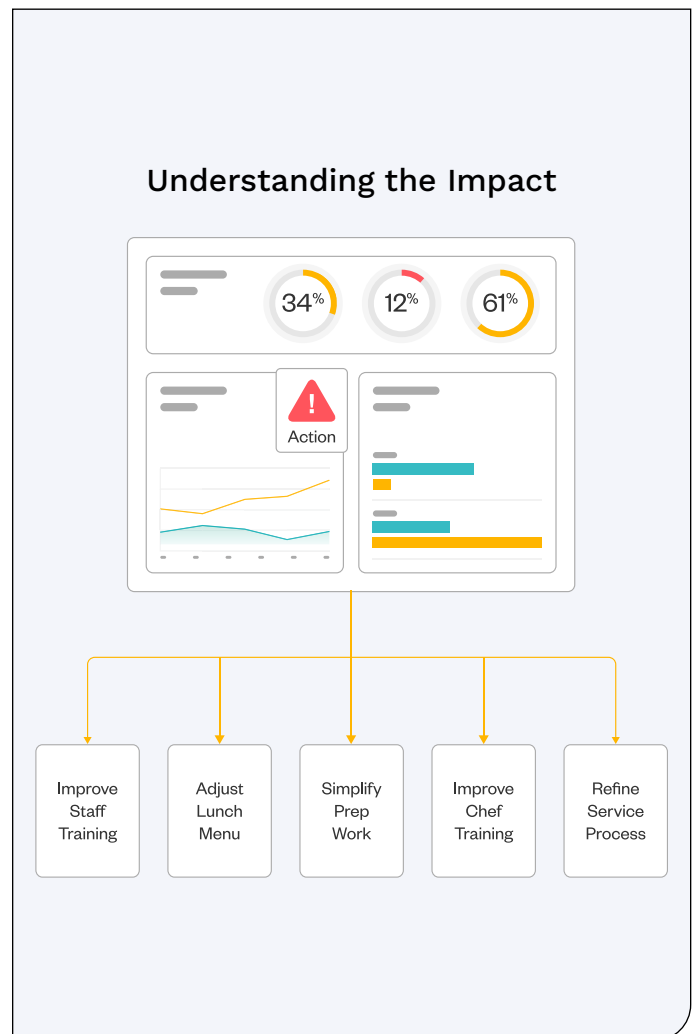 Understanding the Impact
34%
12%
61%
!
Action
Improve
Staff
Training
Adjust
Lunch
Menu
Simplify
Prep
Work
Improve
Chef
Training
Refine
Service
Process